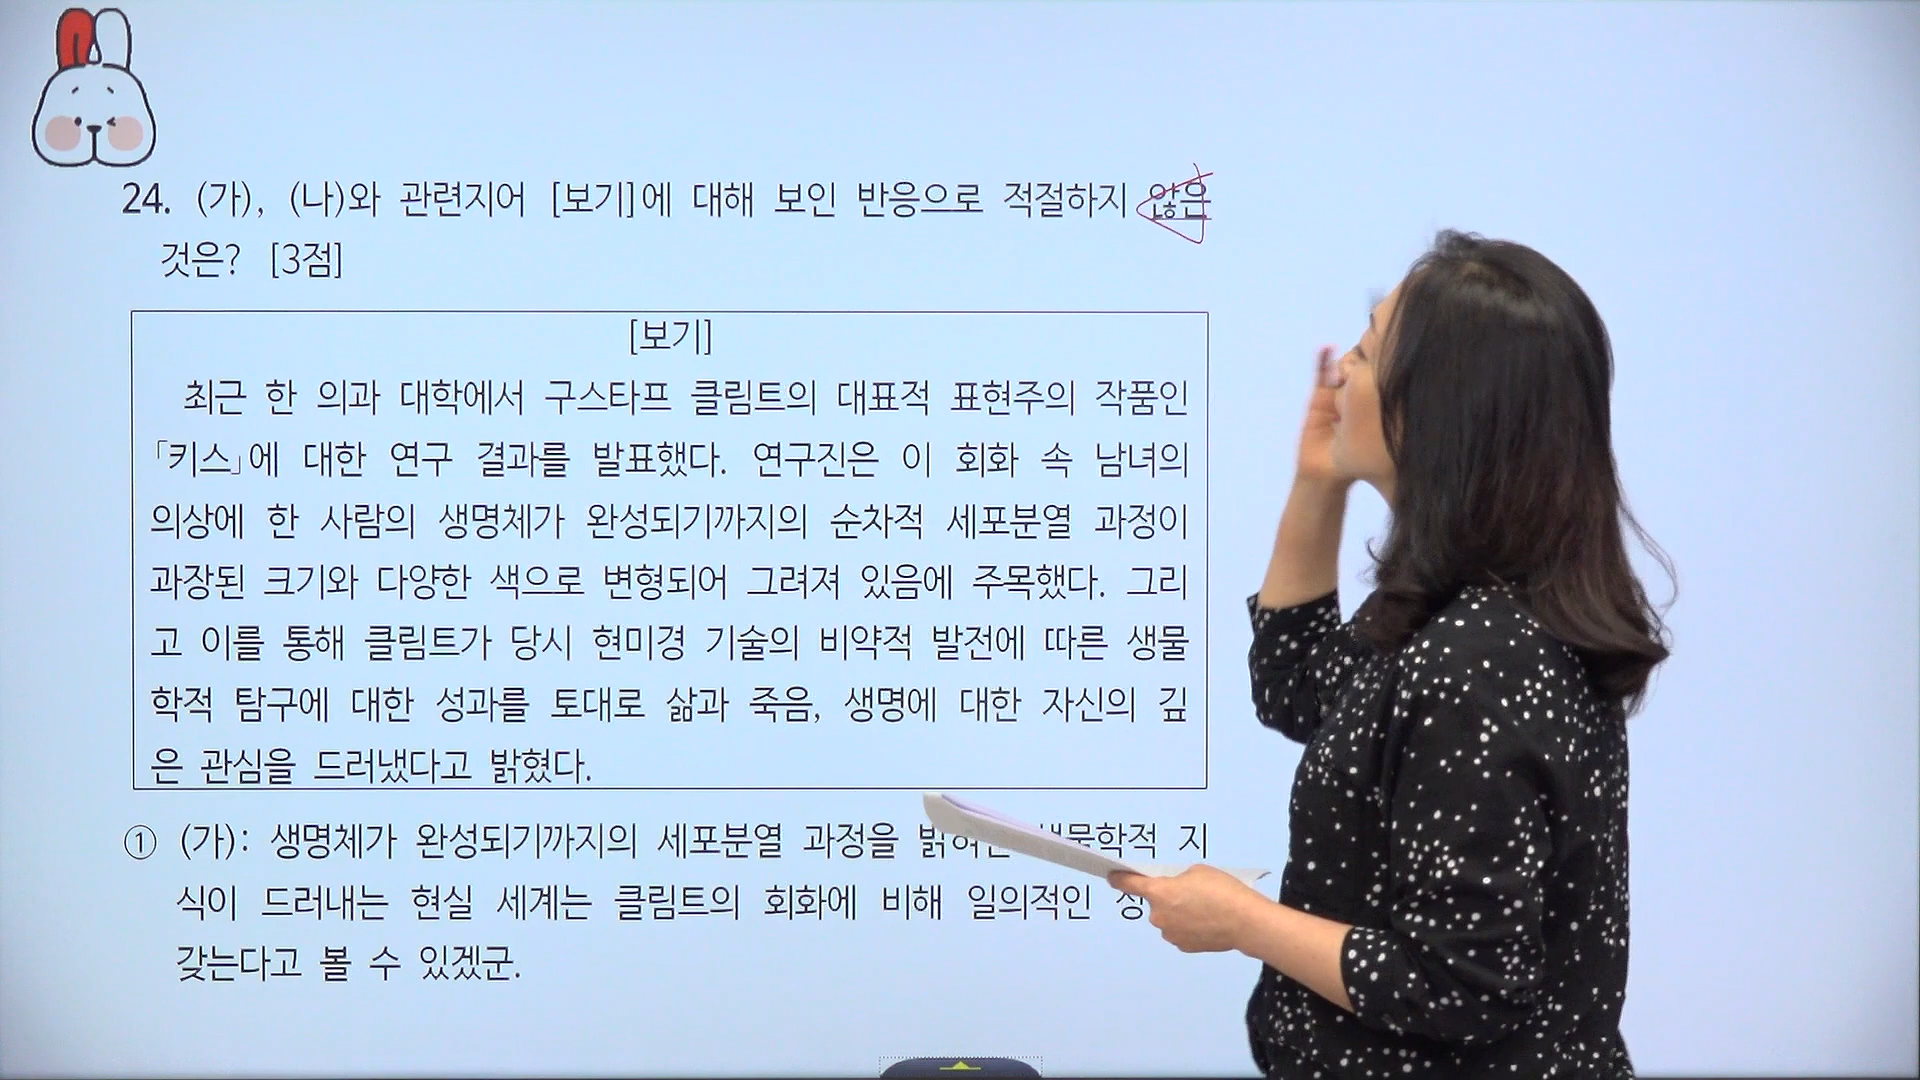 24. (가), (나)와 관련지어 [보기]에 대해 보인 반응으로 적절하지 않은
것은? [3점]
[보기]
최근 한 의과 대학에서 구스타프 클림트의 대표적 표현주의 작품인
「키스」에 대한 연구 결과를 발표했다. 연구진은 이 회화 속 남녀의
의상에 한 사람의 생명체가 완성되기까지의 순차적 세포분열 과정이
과장된 크기와 다양한 색으로 변형되어 그려져 있음에 주목했다. 그리
고 이를 통해 클림트가 당시 현미경 기술의 비약적 발전에 따른 생물
학적 탐구에 대한 성과를 토대로 삶과 죽음, 생명에 대한 자신의 깊
은 관심을 드러냈다고 밝혔다.
① (가): 생명체가 완성되기까지의 세포분열 과정을 지
식이 드러내는 현실 세계는 클림트의 회화에 비해 일의적인
갖는다고 볼 수 있겠군.